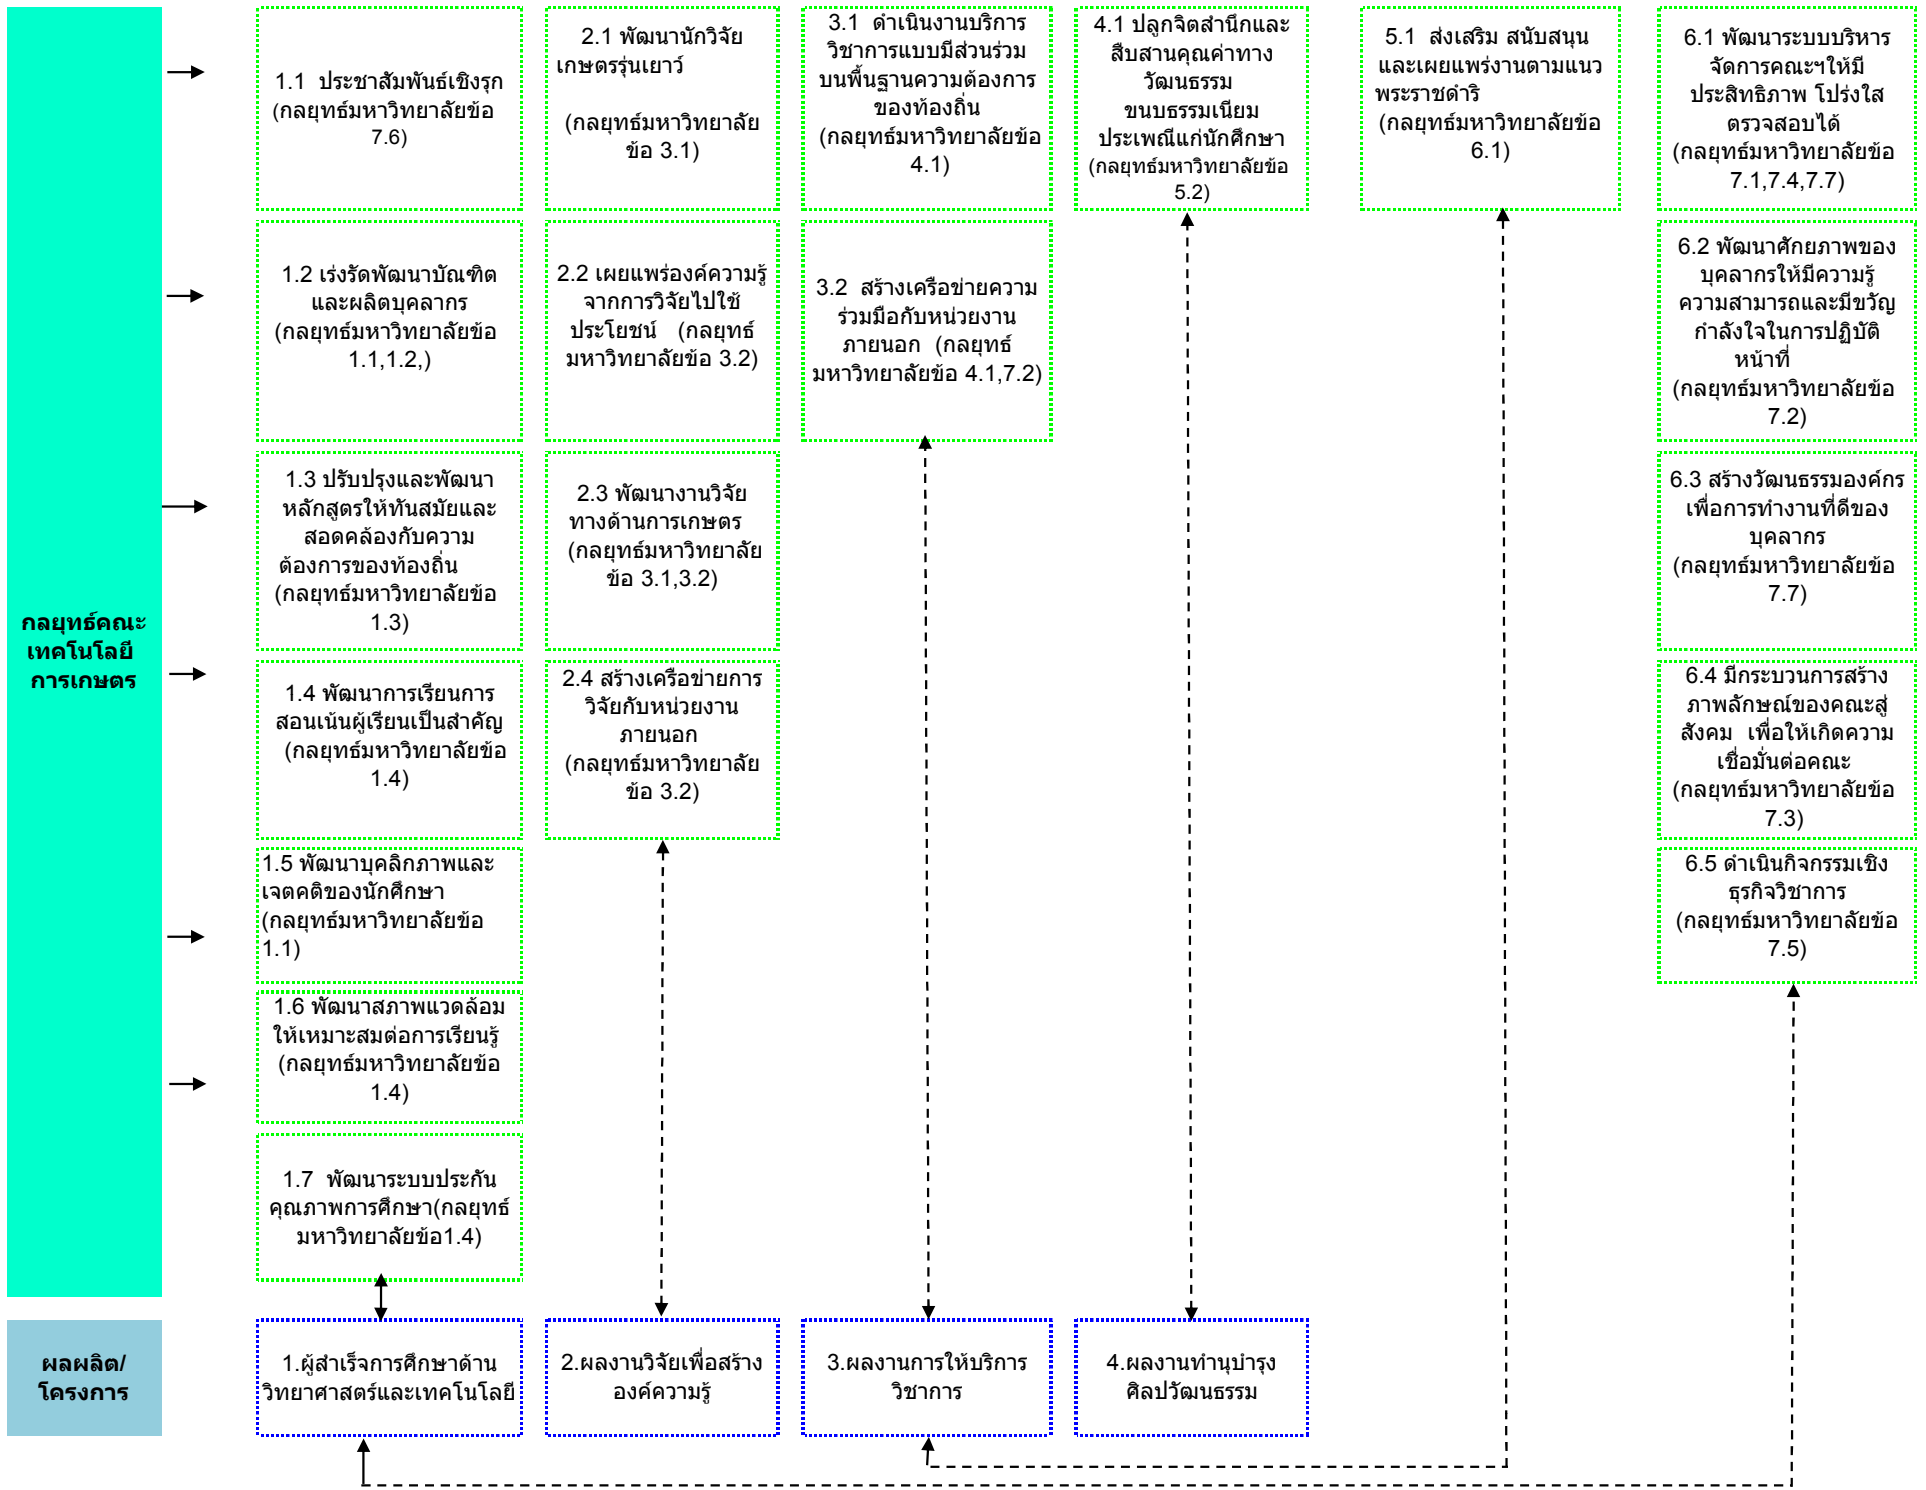 กลยุทธ์คณะ
เทคโนโลยี
การเกษตร
1.1 ประชาสัมพันธ์เชิงรุก
(กลยุทธ์มหาวิทยาลัยข้อ
7.6)
2.1 พัฒนานักวิจัย
เกษตรรุ่นเยาว์
(กลยุทธ์มหาวิทยาลัย
ข้อ 3.1)
3.1 ดำเนินงานบริการ
วิชาการแบบมีส่วนร่วม
บนพื้นฐานความต้องการ
ของท้องถิ่น
(กลยุทธ์มหาวิทยาลัยข้อ
4.1)
4.1 ปลูกจิตสำนึกและ
สืบสานคุณค่าทาง
วัฒนธรรม
ขนบธรรมเนียม
ประเพณีแก่นักศึกษา
(กลยุทธ์มหาวิทยาลัยข้อ
5.2)
5.1 ส่งเสริม สนับสนุน
และเผยแพร่งานตามแนว
พระราชดำริ
(กลยุทธ์มหาวิทยาลัยข้อ
6.1)
6.1 พัฒนาระบบบริหาร
จัดการคณะฯให้มี
ประสิทธิภาพ โปร่งใส
ตรวจสอบได้
(กลยุทธ์มหาวิทยาลัยข้อ
7.1,7.4,7.7)
1.2 เร่งรัดพัฒนาบัณฑิต
และผลิตบุคลากร
(กลยุทธ์มหาวิทยาลัยข้อ
1.1,1.2,)
2.2 เผยแพร่องค์ความรู้
จากการวิจัยไปใช้
ประโยชน์ (กลยุทธ์
มหาวิทยาลัยข้อ 3.2)
3.2 สร้างเครือข่ายความ
ร่วมมือกับหน่วยงาน
ภายนอก (กลยุทธ์
มหาวิทยาลัยข้อ 4.1,7.2)
6.2 พัฒนาศักยภาพของ
บุคลากรให้มีความรู้
ความสามารถและมีขวัญ
กำลังใจในการปฏิบัติ
หน้าที่
(กลยุทธ์มหาวิทยาลัยข้อ
7.2)
1.3 ปรับปรุงและพัฒนา
หลักสูตรให้ทันสมัยและ
สอดคล้องกับความ
ต้องการของท้องถิ่น
(กลยุทธ์มหาวิทยาลัยข้อ
1.3)
2.3 พัฒนางานวิจัย
ทางด้านการเกษตร
(กลยุทธ์มหาวิทยาลัย
ข้อ 3.1,3.2)
6.3 สร้างวัฒนธรรมองค์กร
เพื่อการทำงานที่ดีของ
บุคลากร
(กลยุทธ์มหาวิทยาลัยข้อ
7.7)
1.4 พัฒนาการเรียนการ
สอนเน้นผู้เรียนเป็นสำคัญ
(กลยุทธ์มหาวิทยาลัยข้อ
1.4)
2.4 สร้างเครือข่ายการ
วิจัยกับหน่วยงาน
ภายนอก
(กลยุทธ์มหาวิทยาลัย
ข้อ 3.2)
6.4 มีกระบวนการสร้าง
ภาพลักษณ์ของคณะสู่
สังคม เพื่อให้เกิดความ
เชื่อมั่นต่อคณะ
(กลยุทธ์มหาวิทยาลัยข้อ
7.3)
1.5 พัฒนาบุคลิกภาพและ
เจตคติของนักศึกษา
(กลยุทธ์มหาวิทยาลัยข้อ
1.1)
6.5 ดำเนินกิจกรรมเชิง
ธุรกิจวิชาการ
(กลยุทธ์มหาวิทยาลัยข้อ
7.5)
1.6 พัฒนาสภาพแวดล้อม
ให้เหมาะสมต่อการเรียนรู้
(กลยุทธ์มหาวิทยาลัยข้อ
1.4)
1.7 พัฒนาระบบประกัน
คุณภาพการศึกษา(กลยุทธ์
มหาวิทยาลัยข้อ1.4)
ผลผลิต/
โครงการ
1.ผู้สำเร็จการศึกษาด้าน
วิทยาศาสตร์และเทคโนโลยี
2.ผลงานวิจัยเพื่อสร้าง
องค์ความรู้
3.ผลงานการให้บริการ
วิชาการ
4.ผลงานทำนุบำรุง
ศิลปวัฒนธรรม